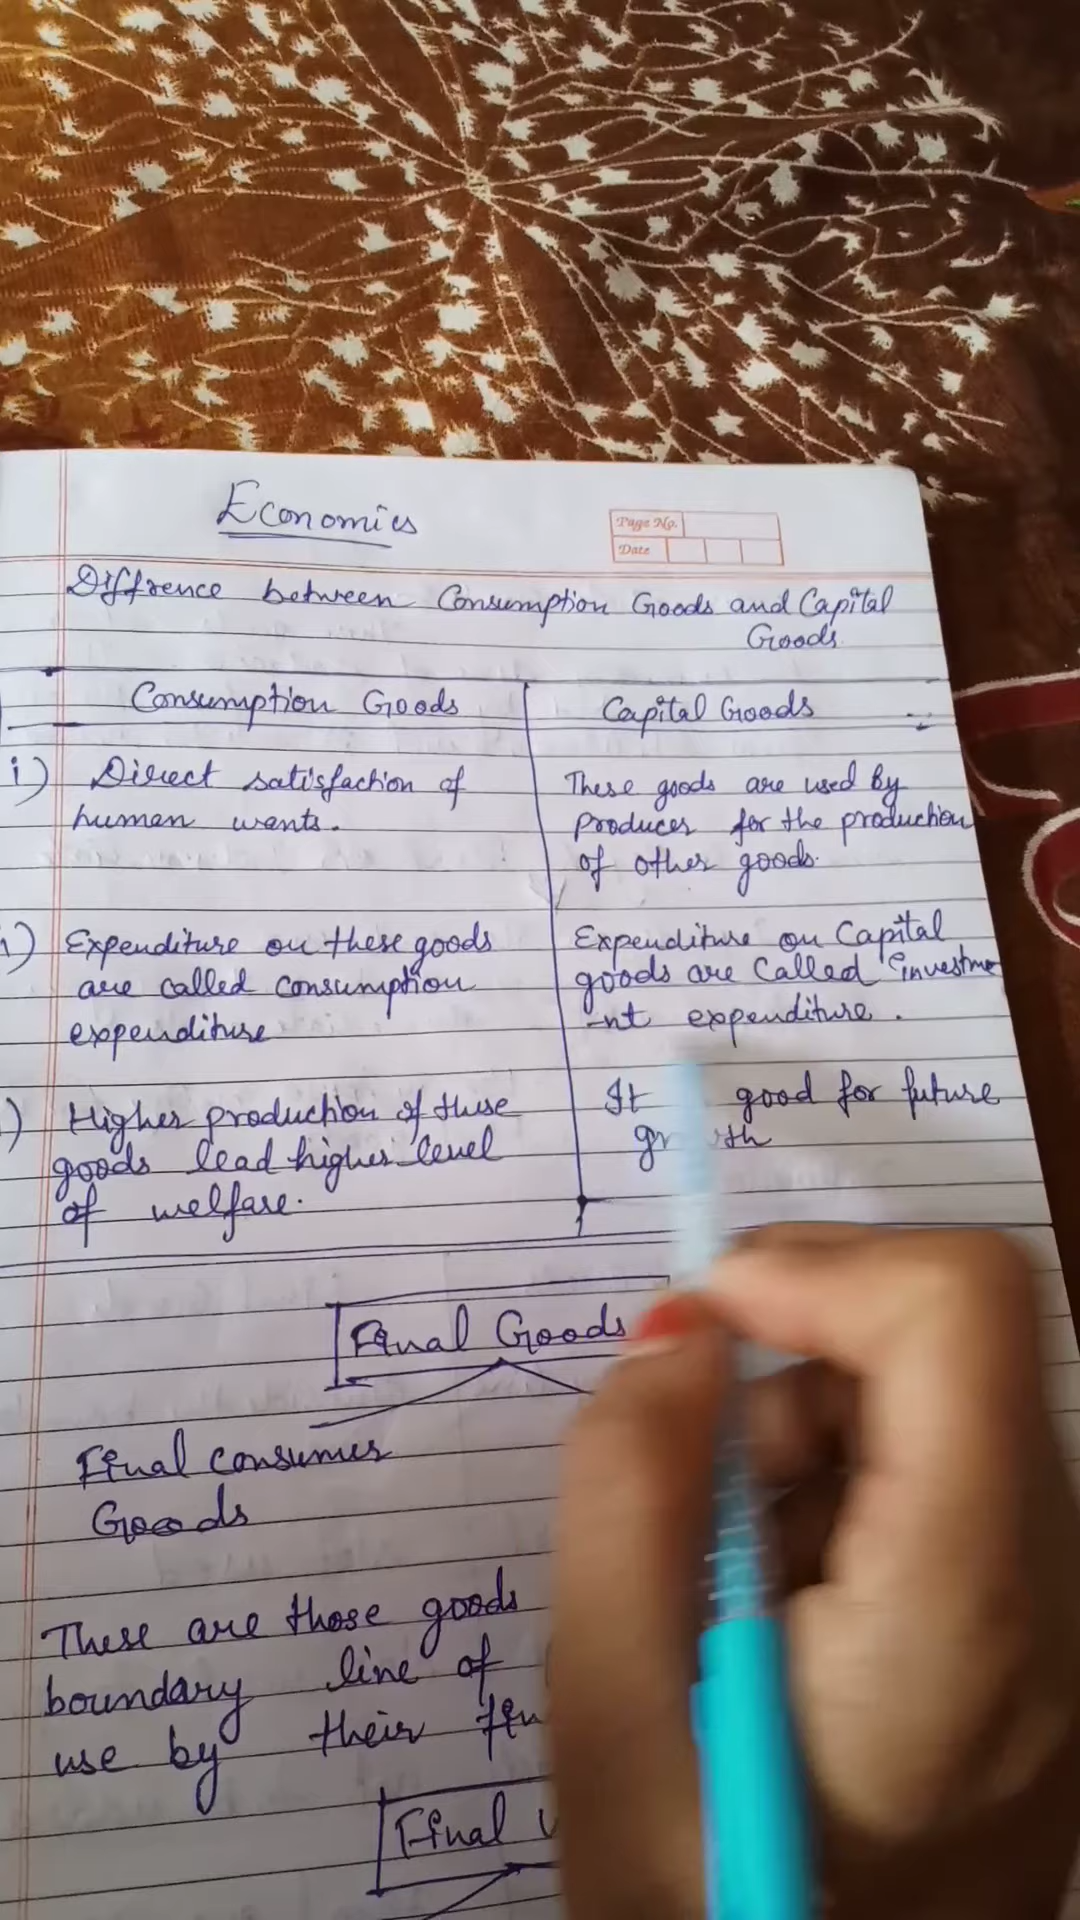 Economics
Page No.
Date
Diffrence between Consumption Goods and Capital
Goods.
Consumption Goods
Capital Goods
i) Direct satisfaction of
human wants.
These goods are used by
Producer for the production
of other goods.
Expenditure on these goods
are called consumption
expenditure
Expenditure on Capital
goods are called investme
-nt expenditure.
Higher production of these
goods lead higher level
of welfare.
It good for future
Final Goods
Final consumer
Goods
These are those goods
boundary line of
use by their
Final